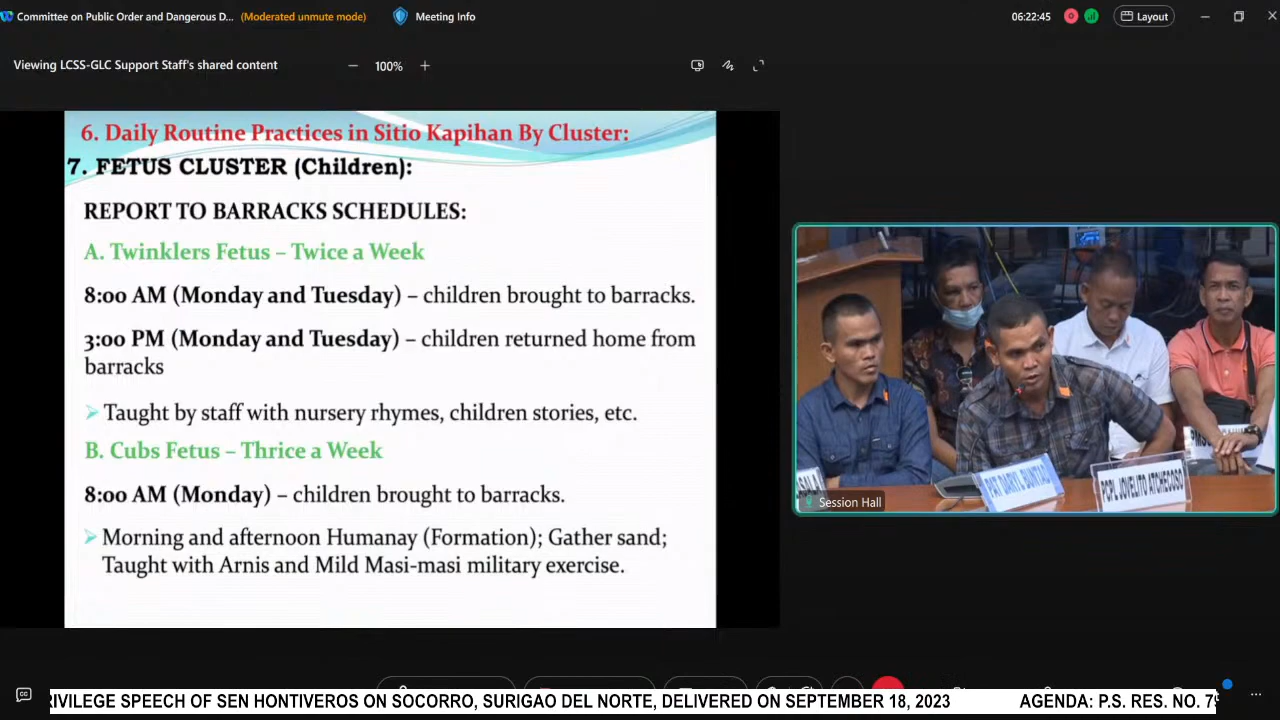 Committee on Public Order and Dangerous D... (Moderated unmute mode) Meeting Info 06:22:45 Layout
Viewing LCSS-GLC Support Staff's shared content 100%
6. Daily Routine Practices in Sitio Kapihan By Cluster:
7. FETUS CLUSTER (Children):
REPORT TO BARRACKS SCHEDULES:
A. Twinklers Fetus – Twice a Week
8:00 AM (Monday and Tuesday) – children brought to barracks.
3:00 PM (Monday and Tuesday) – children returned home from
barracks
Taught by staff with nursery rhymes, children stories, etc.
B. Cubs Fetus – Thrice a Week
8:00 AM (Monday) – children brought to barracks.
Morning and afternoon Humanay (Formation); Gather sand;
Taught with Arnis and Mild Masi-masi military exercise.
PCPL JOVELITO ATCHECOSO
Session Hall
RIVILEGE SPEECH OF SEN HONTIVEROS ON SOCORRO, SURIGAO DEL NORTE, DELIVERED ON SEPTEMBER 18, 2023 AGENDA: P.S. RES. NO. 79